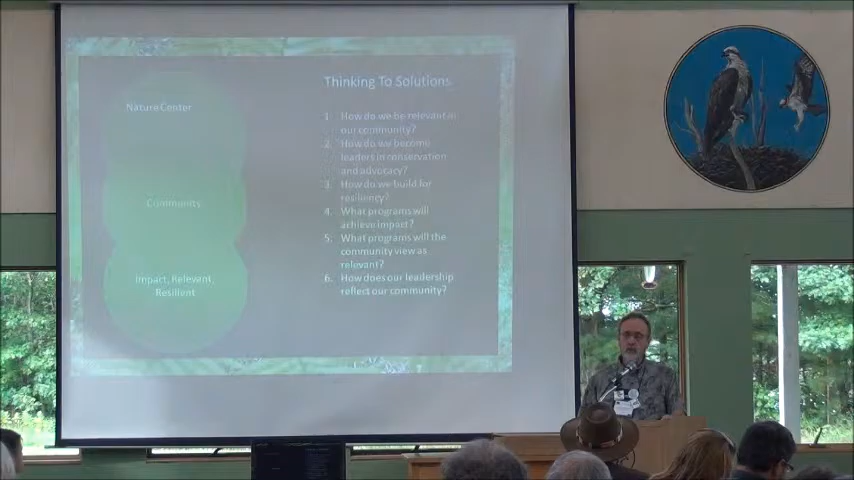 Thinking To Solutions
Nature Center
Community
Impact, Relevant,
Resilient
1. How do we be relevant in
our community?
2. How do we become
leaders in conservation
and advocacy?
3. How do we build for
resiliency?
4. What programs will
achieve impact?
5. What programs will the
community view as
relevant?
6. How does our leadership
reflect our community?